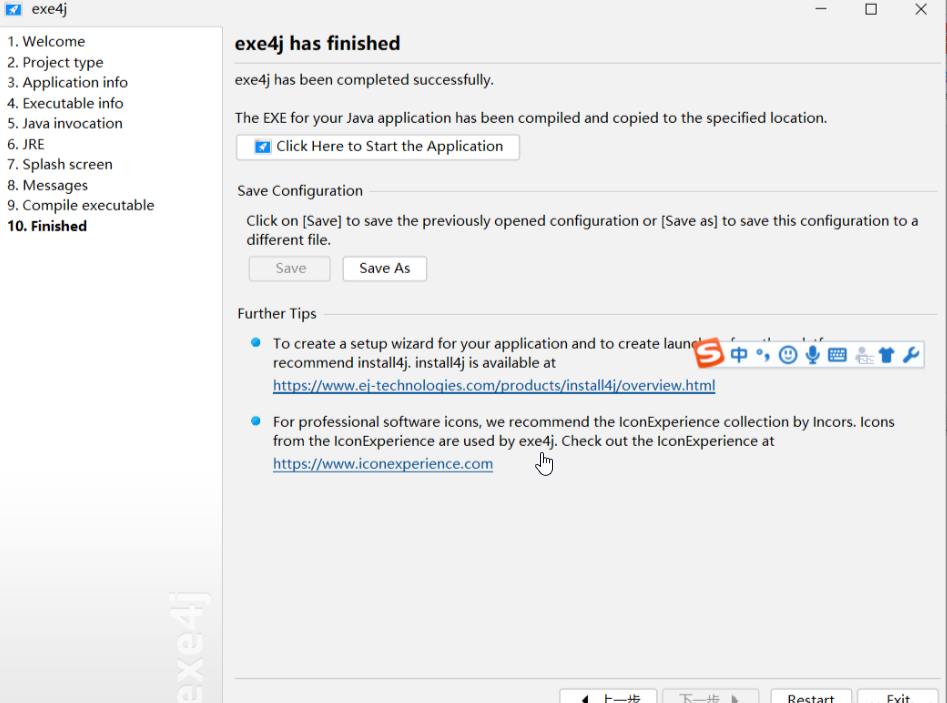 exe4j
1. Welcome
2. Project type
3. Application info
4. Executable info
5. Java invocation
6. JRE
7. Splash screen
8. Messages
9. Compile executable
10. Finished
exe4j
exe4j has finished
exe4j has been completed successfully.
The EXE for your Java application has been compiled and copied to the specified location.
Click Here to Start the Application
Save Configuration
Click on [Save] to save the previously opened configuration or [Save as] to save this configuration to a
different file.
Save
Save As
Further Tips
To create a setup wizard for your application and to create
recommend install4j. install4j is available at
https://www.ej-technologies.com/products/install4j/overview.html
中
For professional software icons, we recommend the IconExperience collection by Incors. Icons
from the IconExperience are used by exe4j. Check out the IconExperience at
https://www.iconexperience.com
上一步
下一步
Restart
Exit